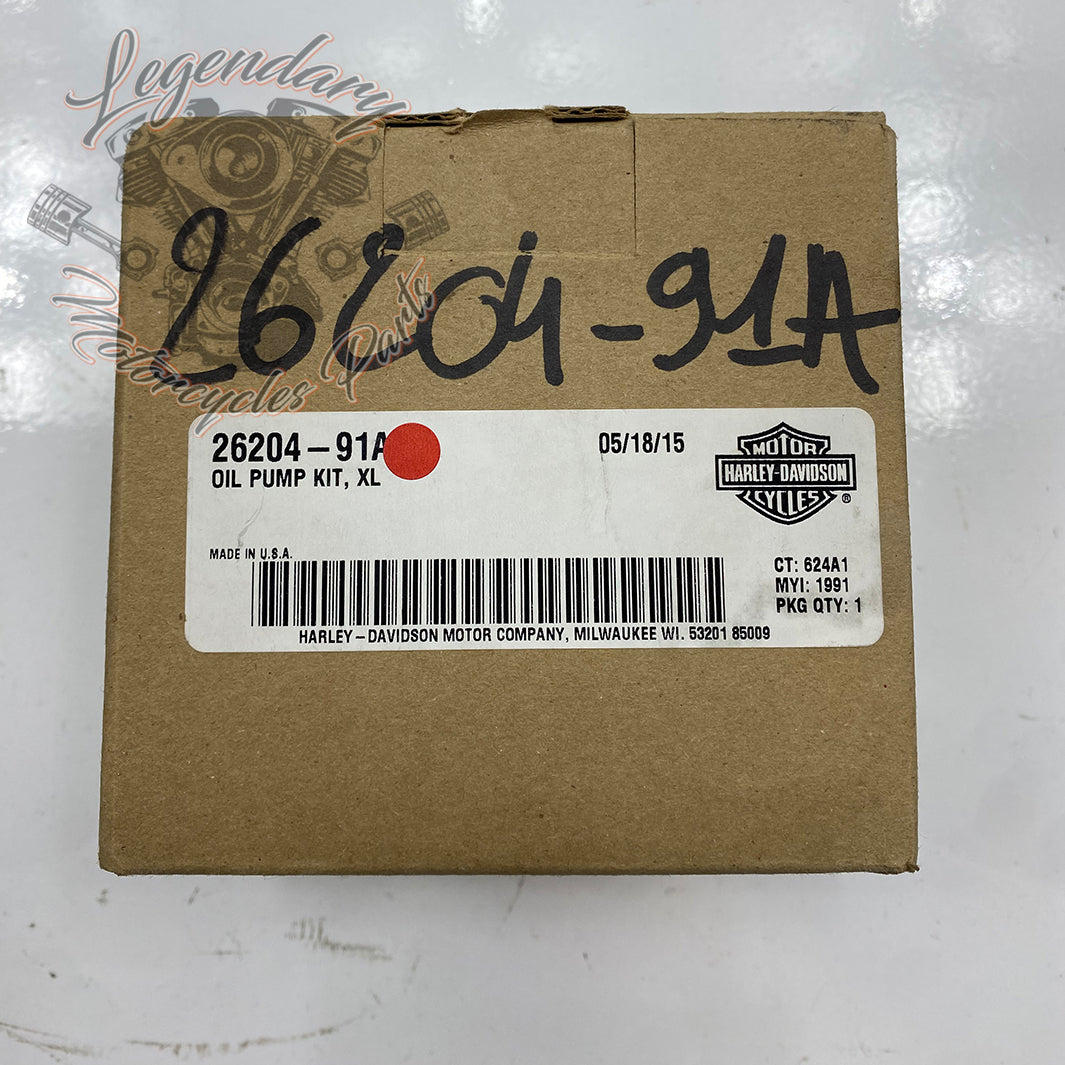 Legendary
Motorcycles Parts
26204-91A
26204-91A
05/18/15
OIL PUMP KIT, XL
MOTOR
HARLEY-DAVIDSON
CYCLES
®
MADE IN U.S.A.
CT: 624A1
MYI: 1991
PKG QTY: 1
HARLEY-DAVIDSON MOTOR COMPANY, MILWAUKEE WI. 53201 85009